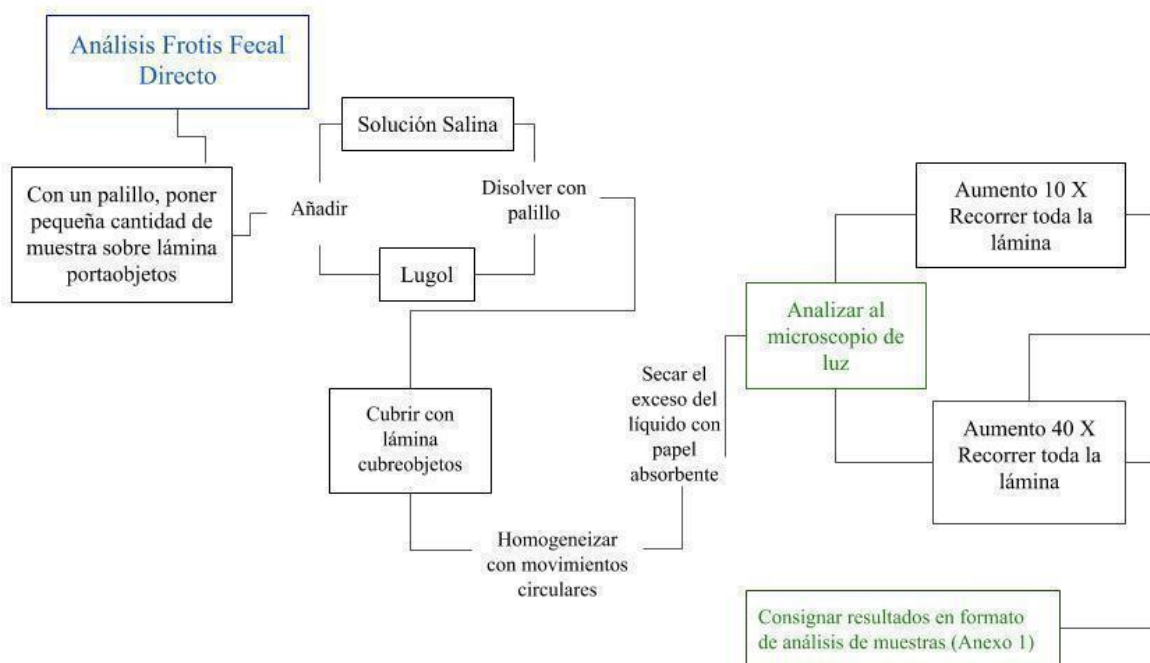 Análisis Frotis Fecal
Directo
Con un palillo, poner
pequeña cantidad de
muestra sobre lámina
portaobjetos
Añadir
Solución Salina
Lugol
Disolver con
palillo
Cubrir con
lámina
cubreobjetos
Homogeneizar
con movimientos
circulares
Secar el
exceso del
líquido con
papel
absorbente
Analizar al
microscopio de
luz
Aumento 10 X
Recorrer toda la
lámina
Aumento 40 X
Recorrer toda la
lámina
Consignar resultados en formato
de análisis de muestras (Anexo 1)